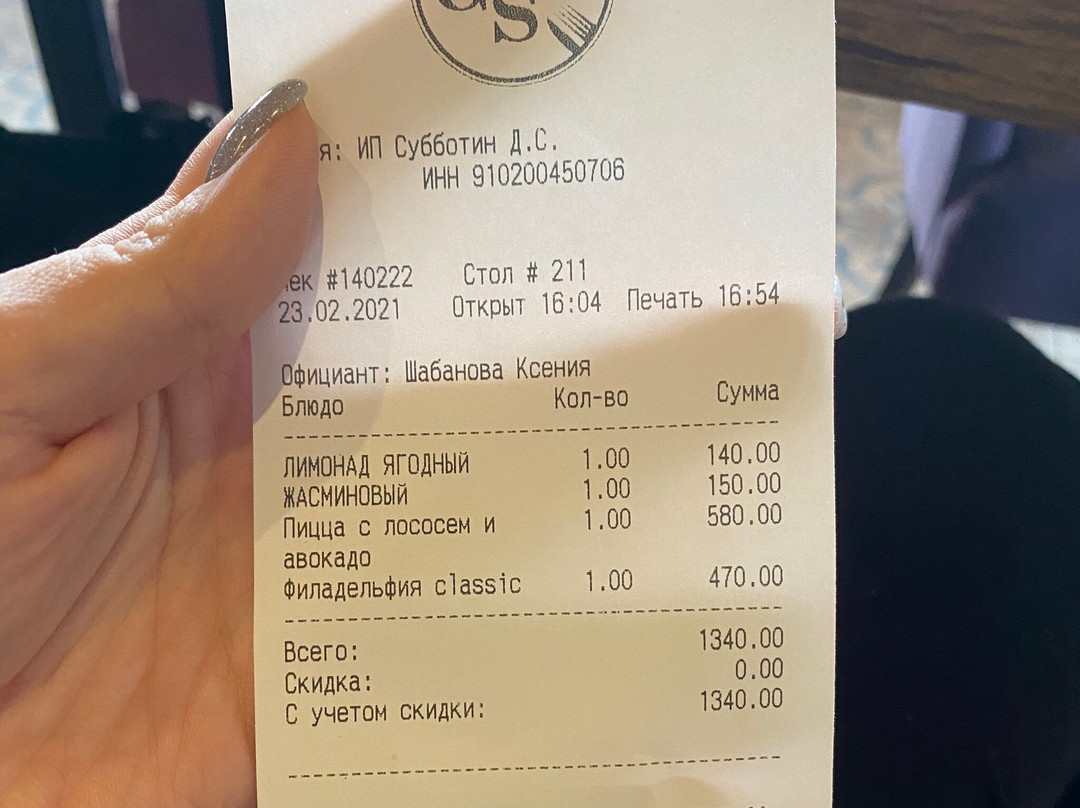 S
я: ИП Субботин Д.С.
ИНН 910200450706
ек #140222 Стол # 211
23.02.2021 Открыт 16:04 Печать 16:54
Официант: Шабанова Ксения
Блюдо Кол-во Сумма
ЛИМОНАД ЯГОДНЫЙ 1.00 140.00
ЖАСМИНОВЫЙ 1.00 150.00
Пицца с лососем и 1.00 580.00
авокадо
Филадельфия classic 1.00 470.00
Всего: 1340.00
Скидка: 0.00
С учетом скидки: 1340.00